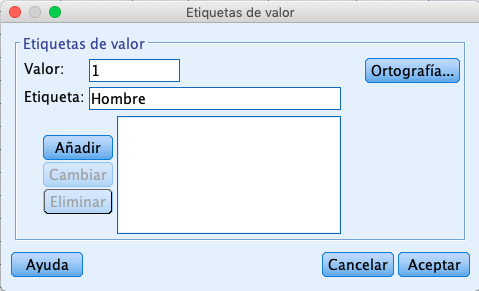 Etiquetas de valor
Etiquetas de valor
Valor: 1
Ortografía...
Etiqueta: Hombre
Añadir
Cambiar
Eliminar
Ayuda Cancelar Aceptar